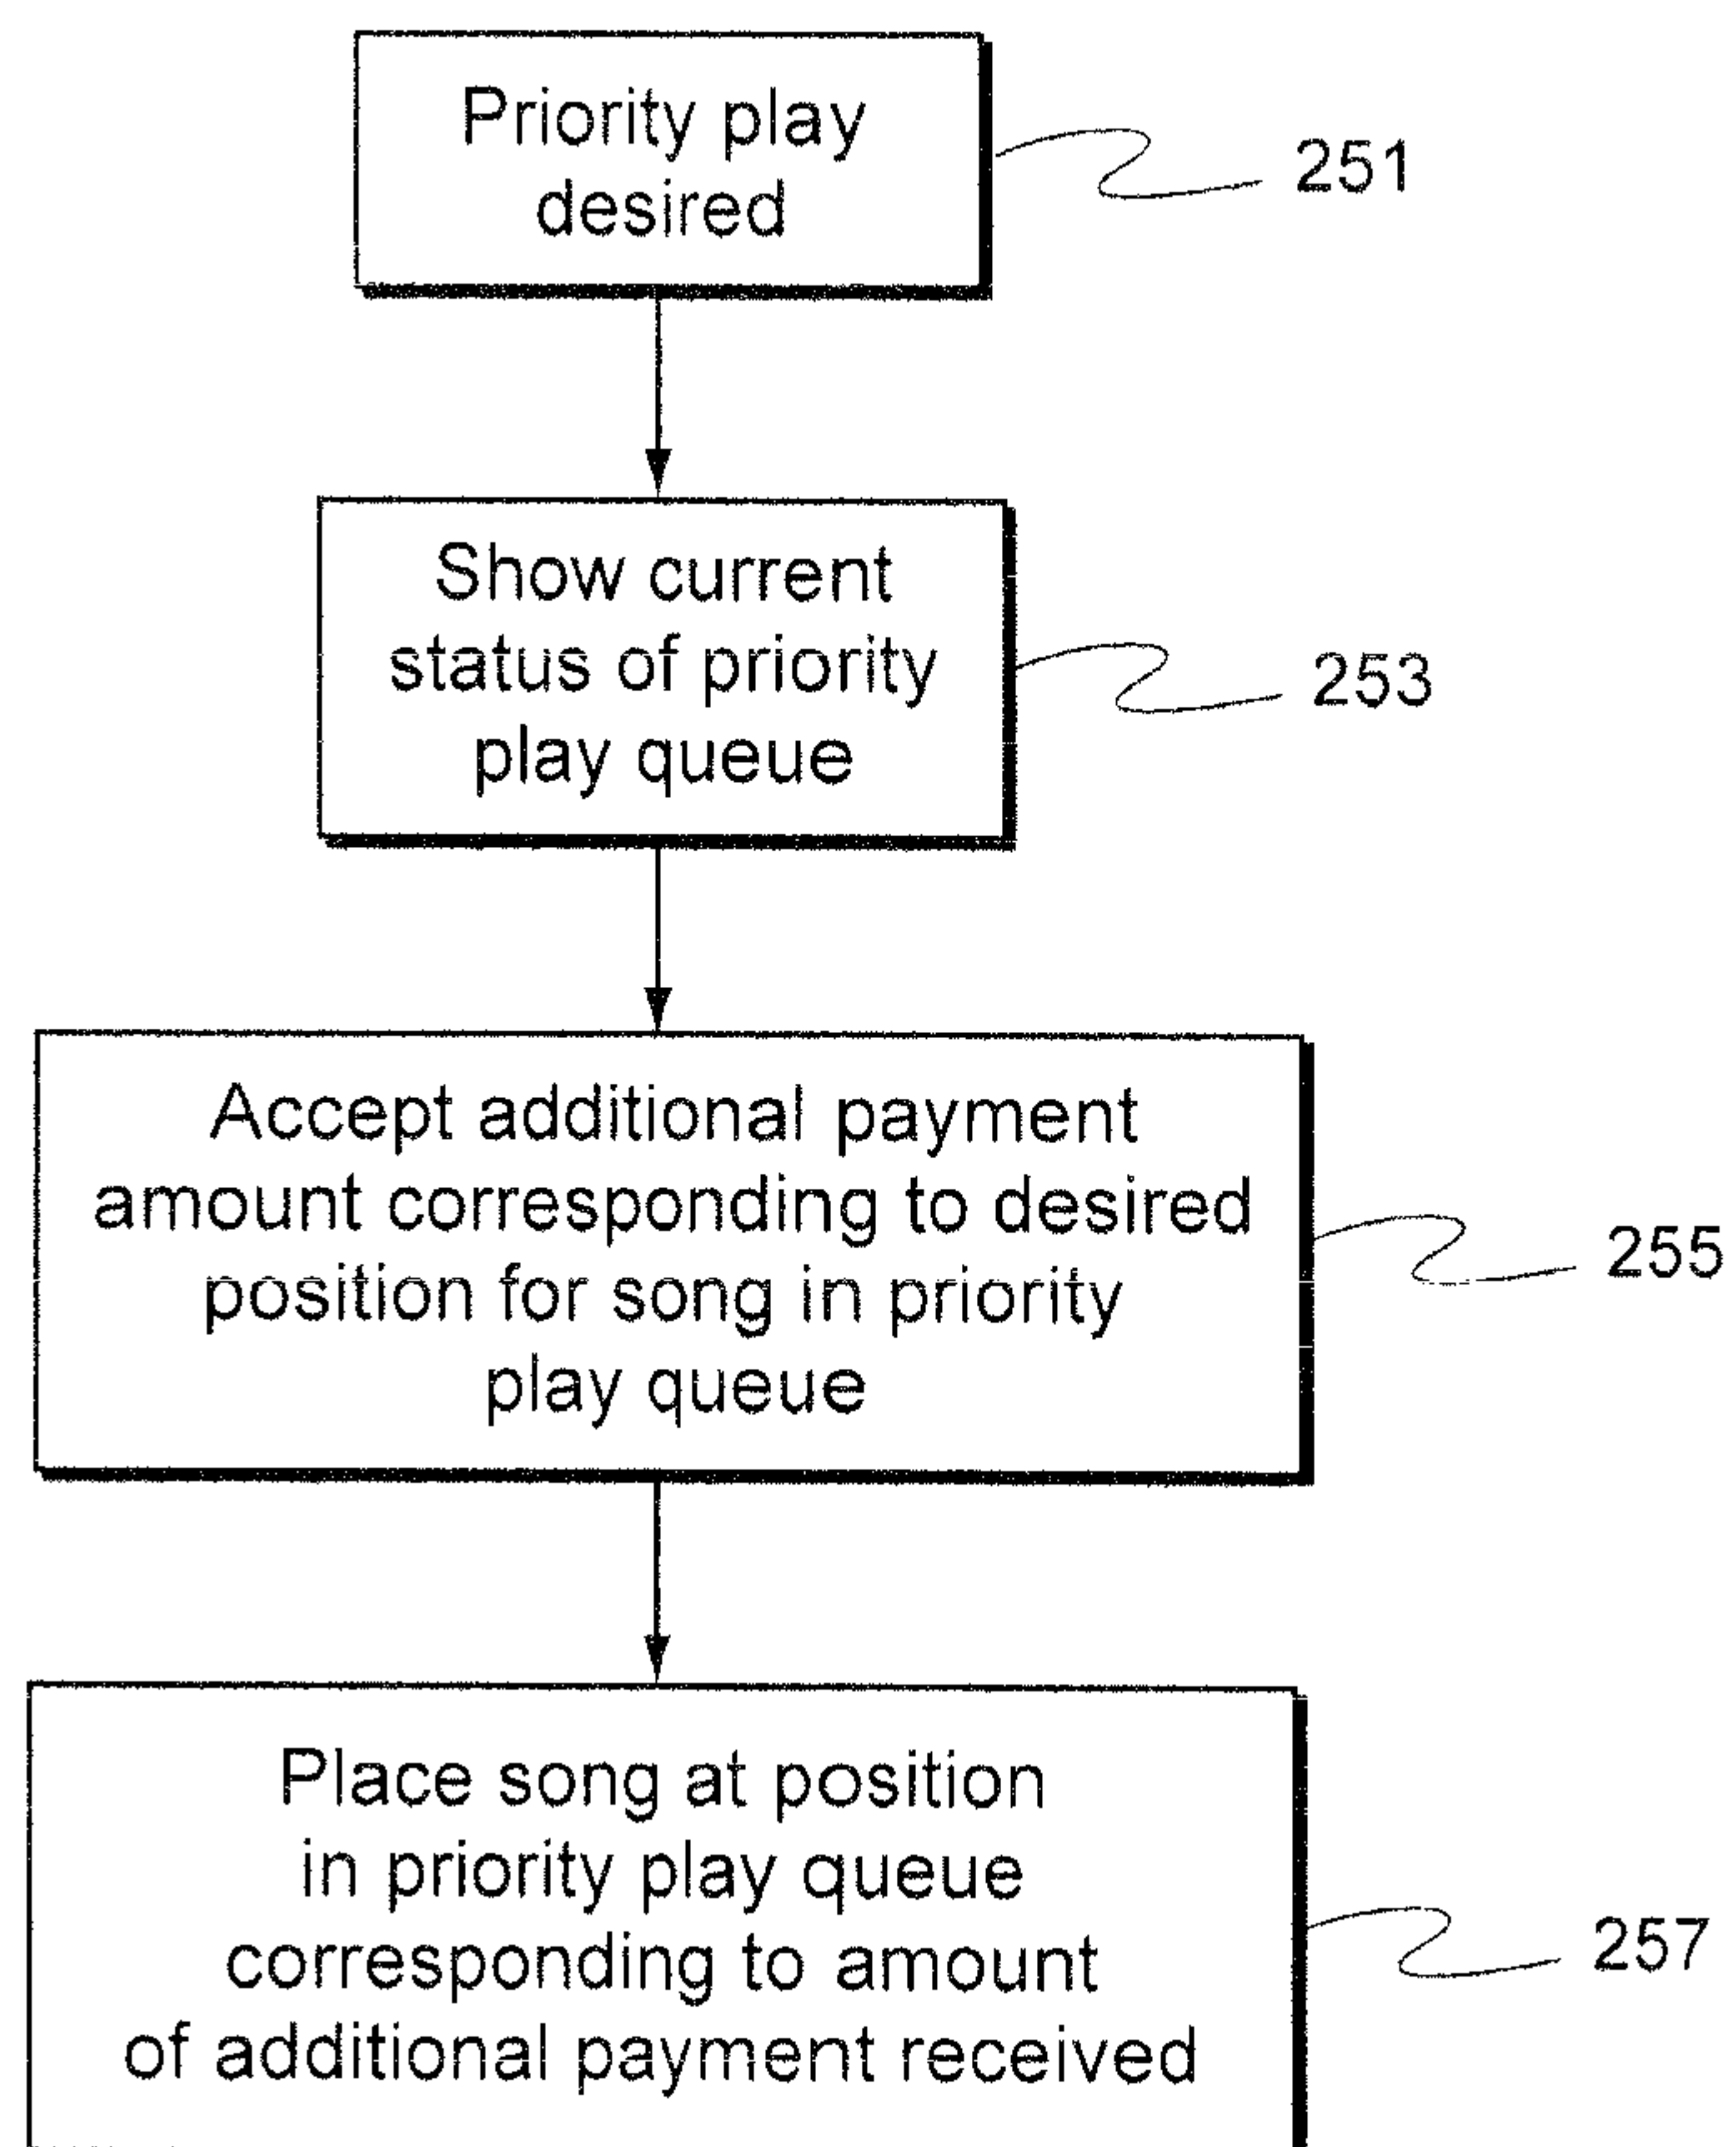 Priority play
desired
251
Show current
status of priority
play queue
253
Accept additional payment
amount corresponding to desired
position for song in priority
play queue
255
Place song at position
in priority play queue
corresponding to amount
of additional payment received
257